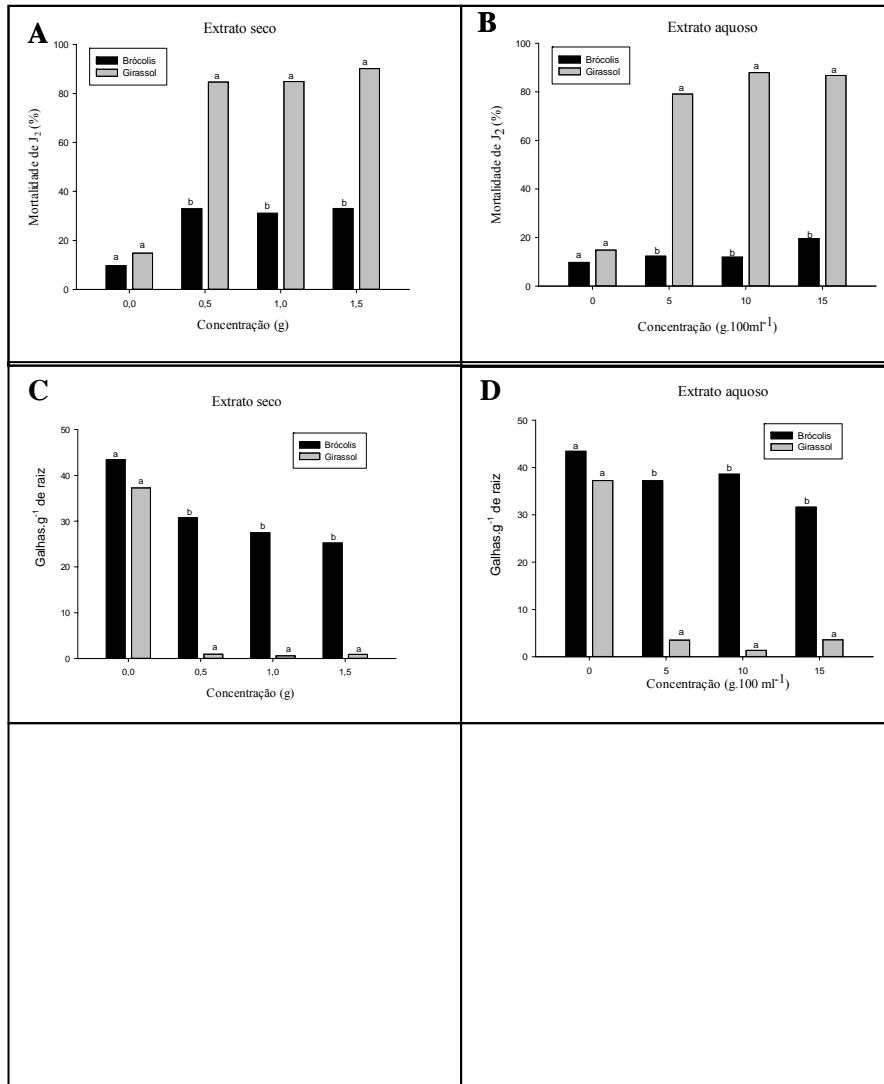 A
Extrato seco
Brócolis
Girassol
Mortalidade de J2 (%)
100
80
60
40
20
0
a
a
b
a
b
a
b
a
0,0
0,5
1,0
1,5
Concentração (g)
B
Extrato aquoso
Brócolis
Girassol
Mortalidade de J2 (%)
100
80
60
40
20
0
a
a
b
a
b
a
b
a
0
5
10
15
Concentração (g.100ml-1)
C
Extrato seco
Brócolis
Girassol
Galhas.g-1 de raiz
50
40
30
20
10
0
a
a
b
a
b
a
b
a
0,0
0,5
1,0
1,5
Concentração (g)
D
Extrato aquoso
Brócolis
Girassol
Galhas.g-1 de raiz
50
40
30
20
10
0
a
a
b
a
b
a
b
a
0
5
10
15
Concentração (g.100 ml-1)